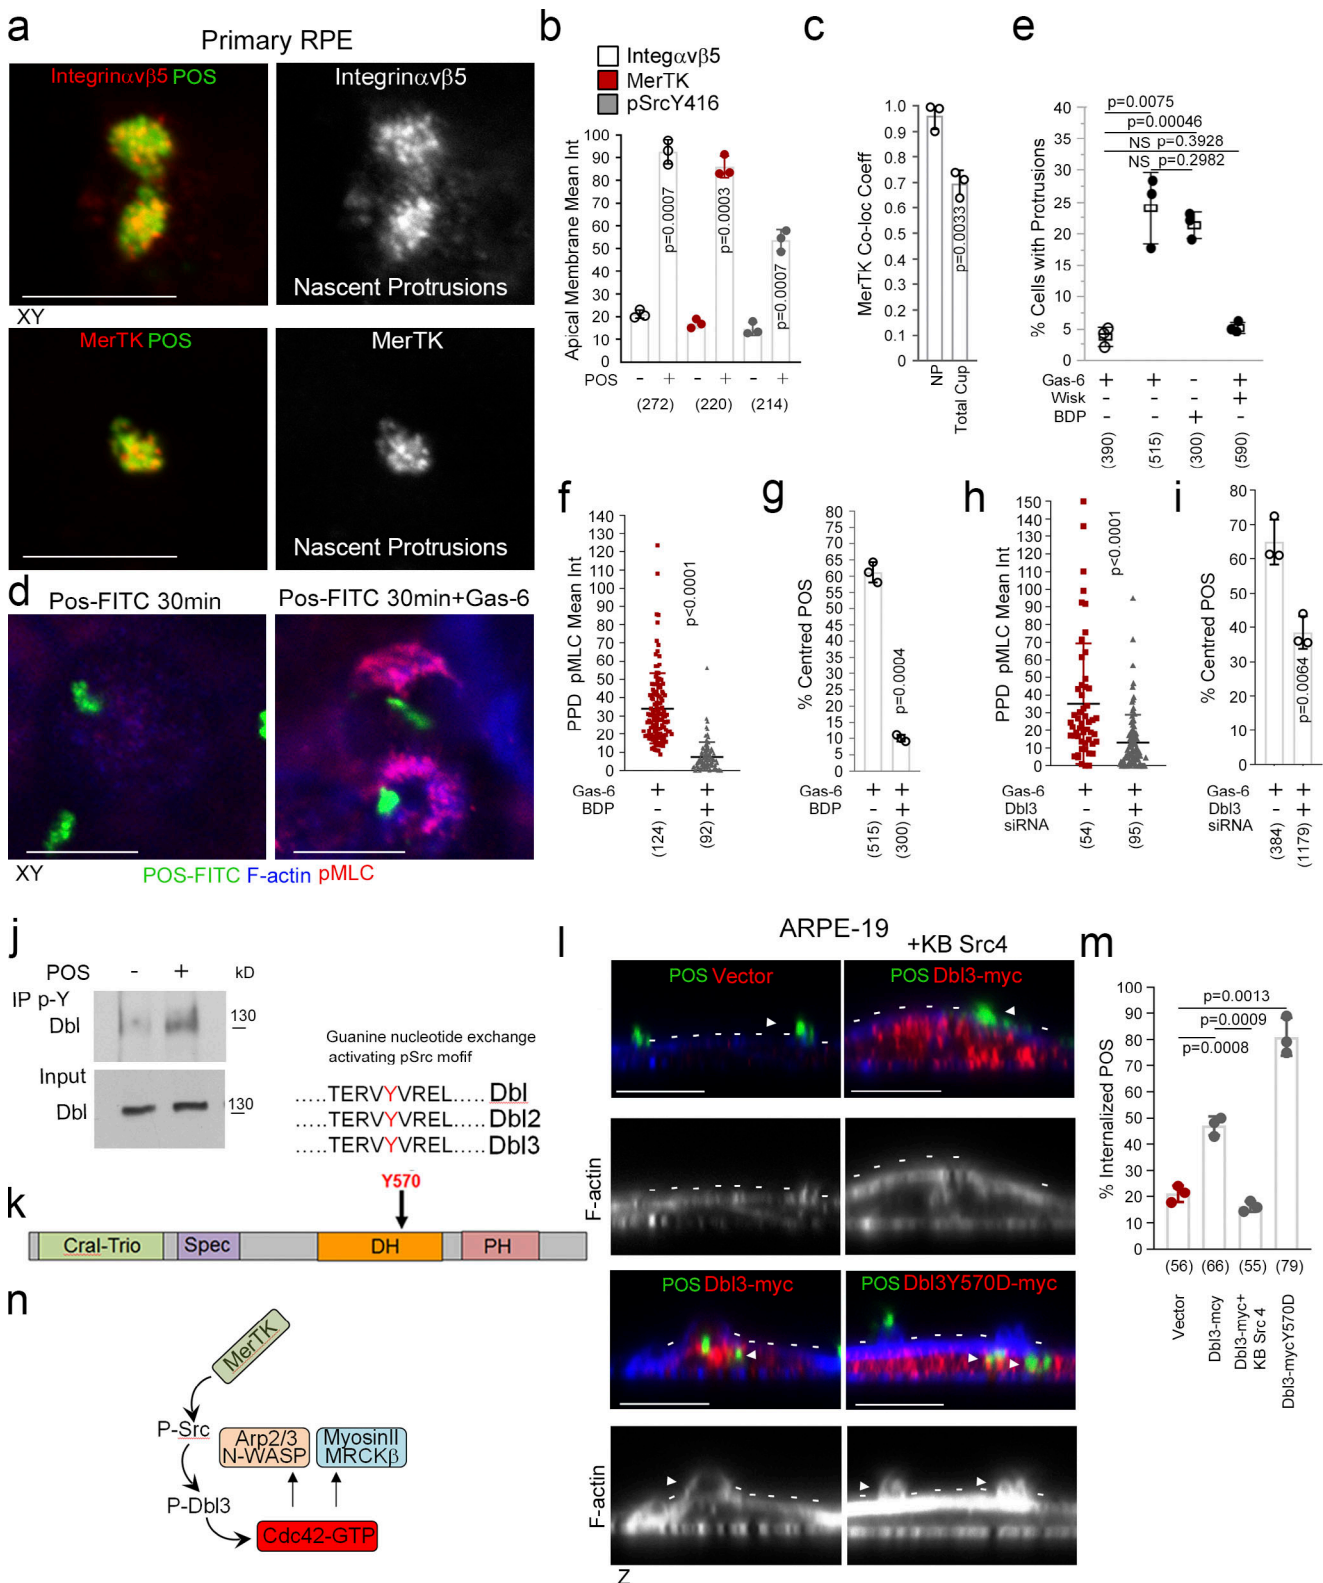 a
Primary RPE
Integrinαvβ5 POS
Integrinαvβ5
Nascent Protrusions
XY
MerTK POS
MerTK
Nascent Protrusions
b
Integαvβ5
MerTK
pSrcY416
Apical Membrane Mean Int
100
90
80
70
60
50
40
30
20
10
0
p=0.0007
p=0.0003
p=0.0007
POS - + - + - +
(272) (220) (214)
c
MerTK Co-loc Coeff
1.0
0.9
0.8
0.7
0.6
0.5
0.4
0.3
0.2
0.1
0
p=0.0033
NP
Total Cup
e
% Cells with Protrusions
40
35
30
25
20
15
10
5
0
p=0.0075
p=0.00046
NS p=0.3928
NS p=0.2982
Gas-6 + + - +
Wisk - - - +
BDP - - + -
(390) (515) (300) (590)
d
Pos-FITC 30min
Pos-FITC 30min+Gas-6
XY
POS-FITC F-actin pMLC
f
PPD pMLC Mean Int
140
130
120
110
100
90
80
70
60
50
40
30
20
10
0
p<0.0001
Gas-6 + +
BDP - +
(124) (92)
g
% Centred POS
80
75
70
65
60
55
50
45
40
35
30
25
20
15
10
5
0
p=0.0004
Gas-6 + +
BDP - +
(515) (300)
h
PPD pMLC Mean Int
150
140
130
120
110
100
90
80
70
60
50
40
30
20
10
0
p<0.0001
Gas-6 + +
Dbl3 - +
siRNA
(54) (95)
i
% Centred POS
80
70
60
50
40
30
20
10
0
p=0.0064
Gas-6 + +
Dbl3 - +
siRNA
(384) (1179)
j
POS - + kD
IP p-Y
Dbl
130
Input
Dbl
130
Guanine nucleotide exchange
activating pSrc motif
.....TERVYVREL.....Dbl
.....TERVYVREL.....Dbl2
.....TERVYVREL.....Dbl3
Y570
k
Cral-Trio Spec DH PH
l
ARPE-19
+KB Src4
POS Vector
POS Dbl3-myc
F-actin
POS Dbl3-myc
POS Dbl3Y570D-myc
F-actin
Z
m
% Internalized POS
100
90
80
70
60
50
40
30
20
10
0
p=0.0013
p=0.0009
p=0.0008
(56) (66) (55) (79)
Vector
Dbl3-mcy
Dbl3-myc+
KB Src 4
Dbl3-mycY570D
n
MerTK
P-Src
Arp2/3
N-WASP
MyosinII
MRCKβ
P-Dbl3
Cdc42-GTP